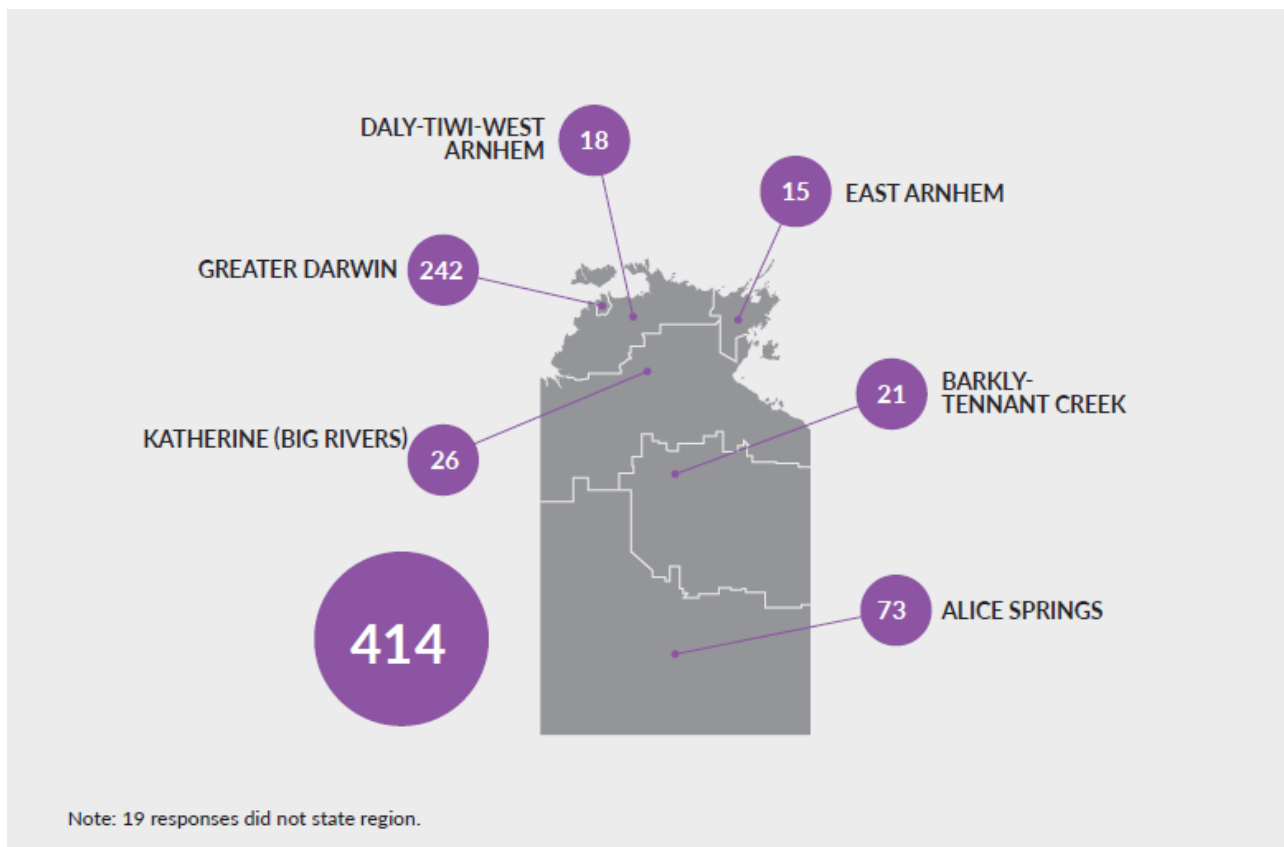 DALY-TIWI-WEST
ARNHEM
18
15
EAST ARNHEM
GREATER DARWIN
242
BARKLY-
TENNANT CREEK
21
KATHERINE (BIG RIVERS)
26
73
ALICE SPRINGS
414
Note: 19 responses did not state region.